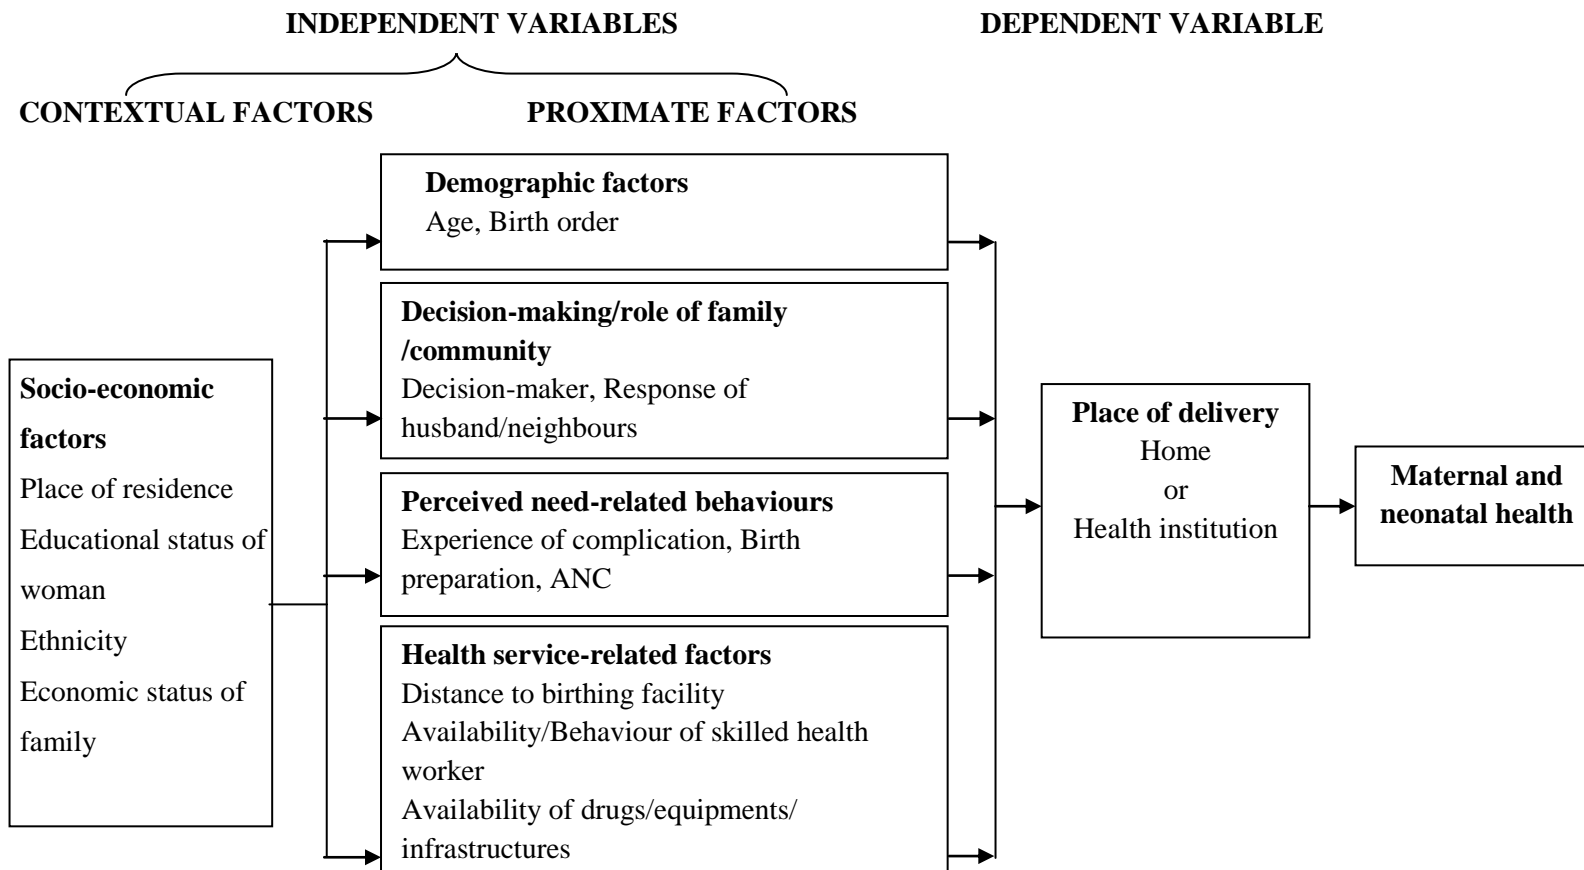 INDEPENDENT VARIABLES
DEPENDENT VARIABLE
CONTEXTUAL FACTORS
PROXIMATE FACTORS
Demographic factors
Age, Birth order
Decision-making/role of family
/community
Decision-maker, Response of
husband/neighbours
Socio-economic
factors
Place of residence
Educational status of
woman
Ethnicity
Economic status of
family
Perceived need-related behaviours
Experience of complication, Birth
preparation, ANC
Health service-related factors
Distance to birthing facility
Availability/Behaviour of skilled health
worker
Availability of drugs/equipments/
infrastructures
Place of delivery
Home
or
Health institution
Maternal and
neonatal health